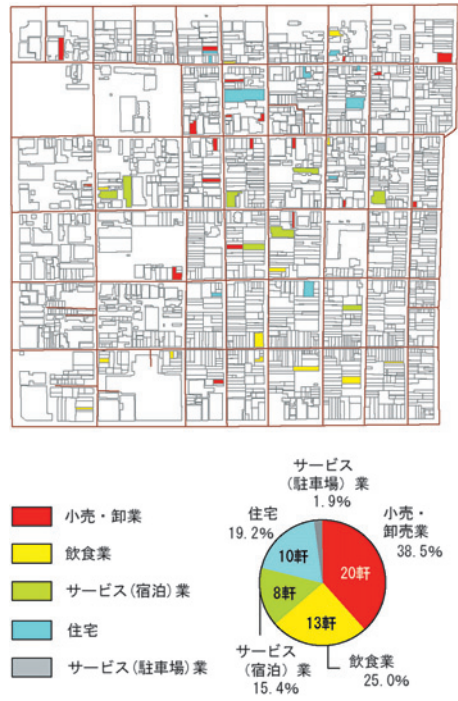 小売・卸業
飲食業
サービス(宿泊)業
住宅
サービス(駐車場)業
サービス
(駐車場)業
1.9%
小売・
卸売業
38.5%
住宅
19.2%
10軒
20軒
8軒
13軒
サービス
(宿泊)業
15.4%
飲食業
25.0%